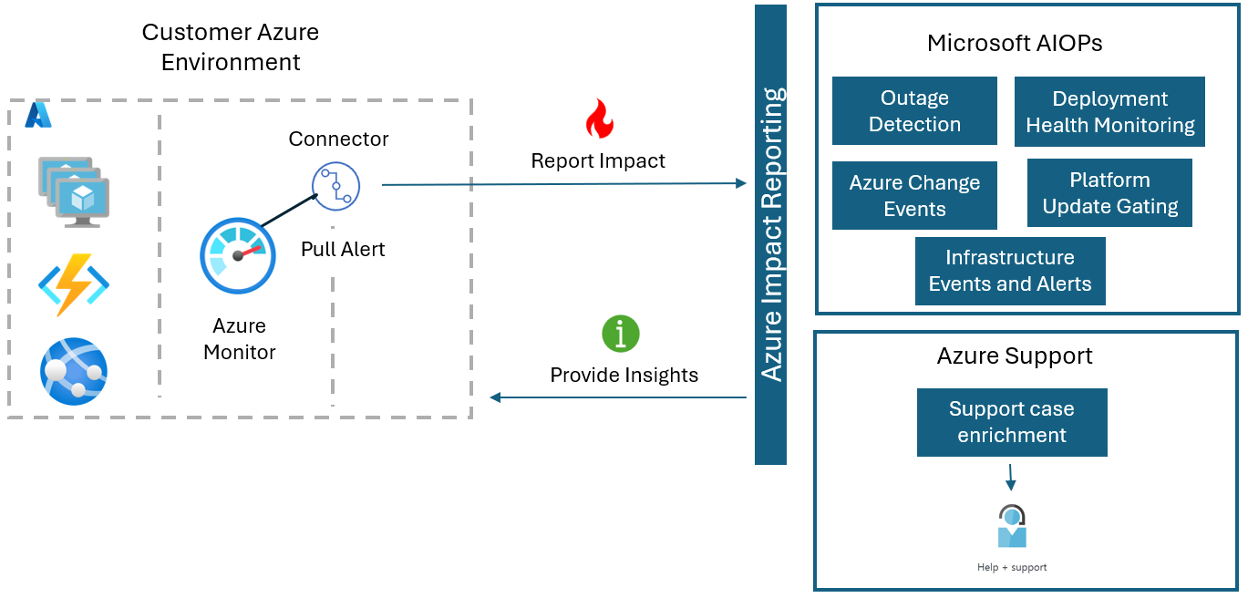 Customer Azure
Environment
Connector
Pull Alert
Azure
Monitor
Report Impact
Provide Insights
Azure Impact Reporting
Microsoft AIOPs
Outage
Detection
Deployment
Health Monitoring
Azure Change
Events
Platform
Update Gating
Infrastructure
Events and Alerts
Azure Support
Support case
enrichment
Help + support